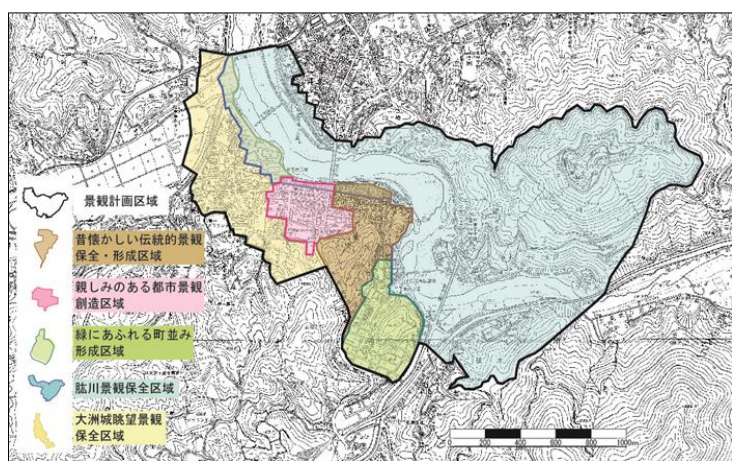 景観計画区域
昔懐かしい伝統的景観
保全・形成区域
親しみのある都市景観
創造区域
緑にあふれる町並み
形成区域
肱川景観保全区域
大洲城眺望景観
保全区域
0 200 400 600 800 1000m